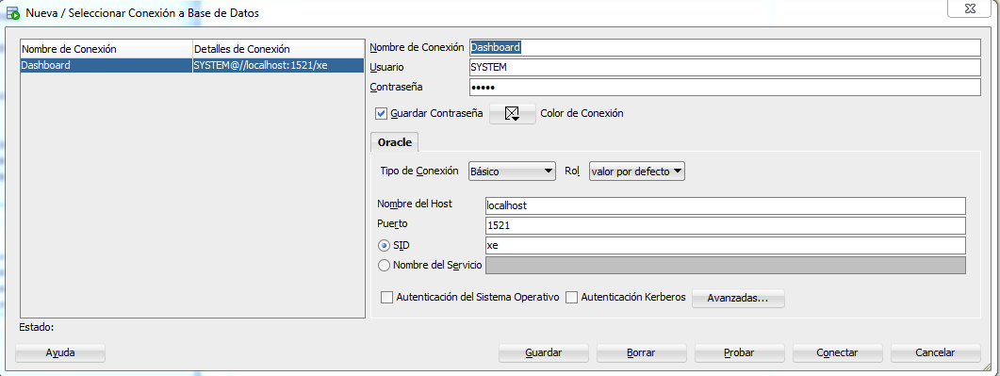 Nueva / Seleccionar Conexión a Base de Datos
Nombre de Conexión Detalles de Conexión
Dashboard SYSTEM@//localhost:1521/xe
Nombre de Conexión Dashboard
Usuario SYSTEM
Contraseña •••••
Guardar Contraseña Color de Conexión
Oracle
Tipo de Conexión Básico Rol valor por defecto
Nombre del Host localhost
Puerto 1521
SID xe
Nombre del Servicio
Autenticación del Sistema Operativo Autenticación Kerberos Avanzadas...
Estado:
Ayuda Guardar Borrar Probar Conectar Cancelar